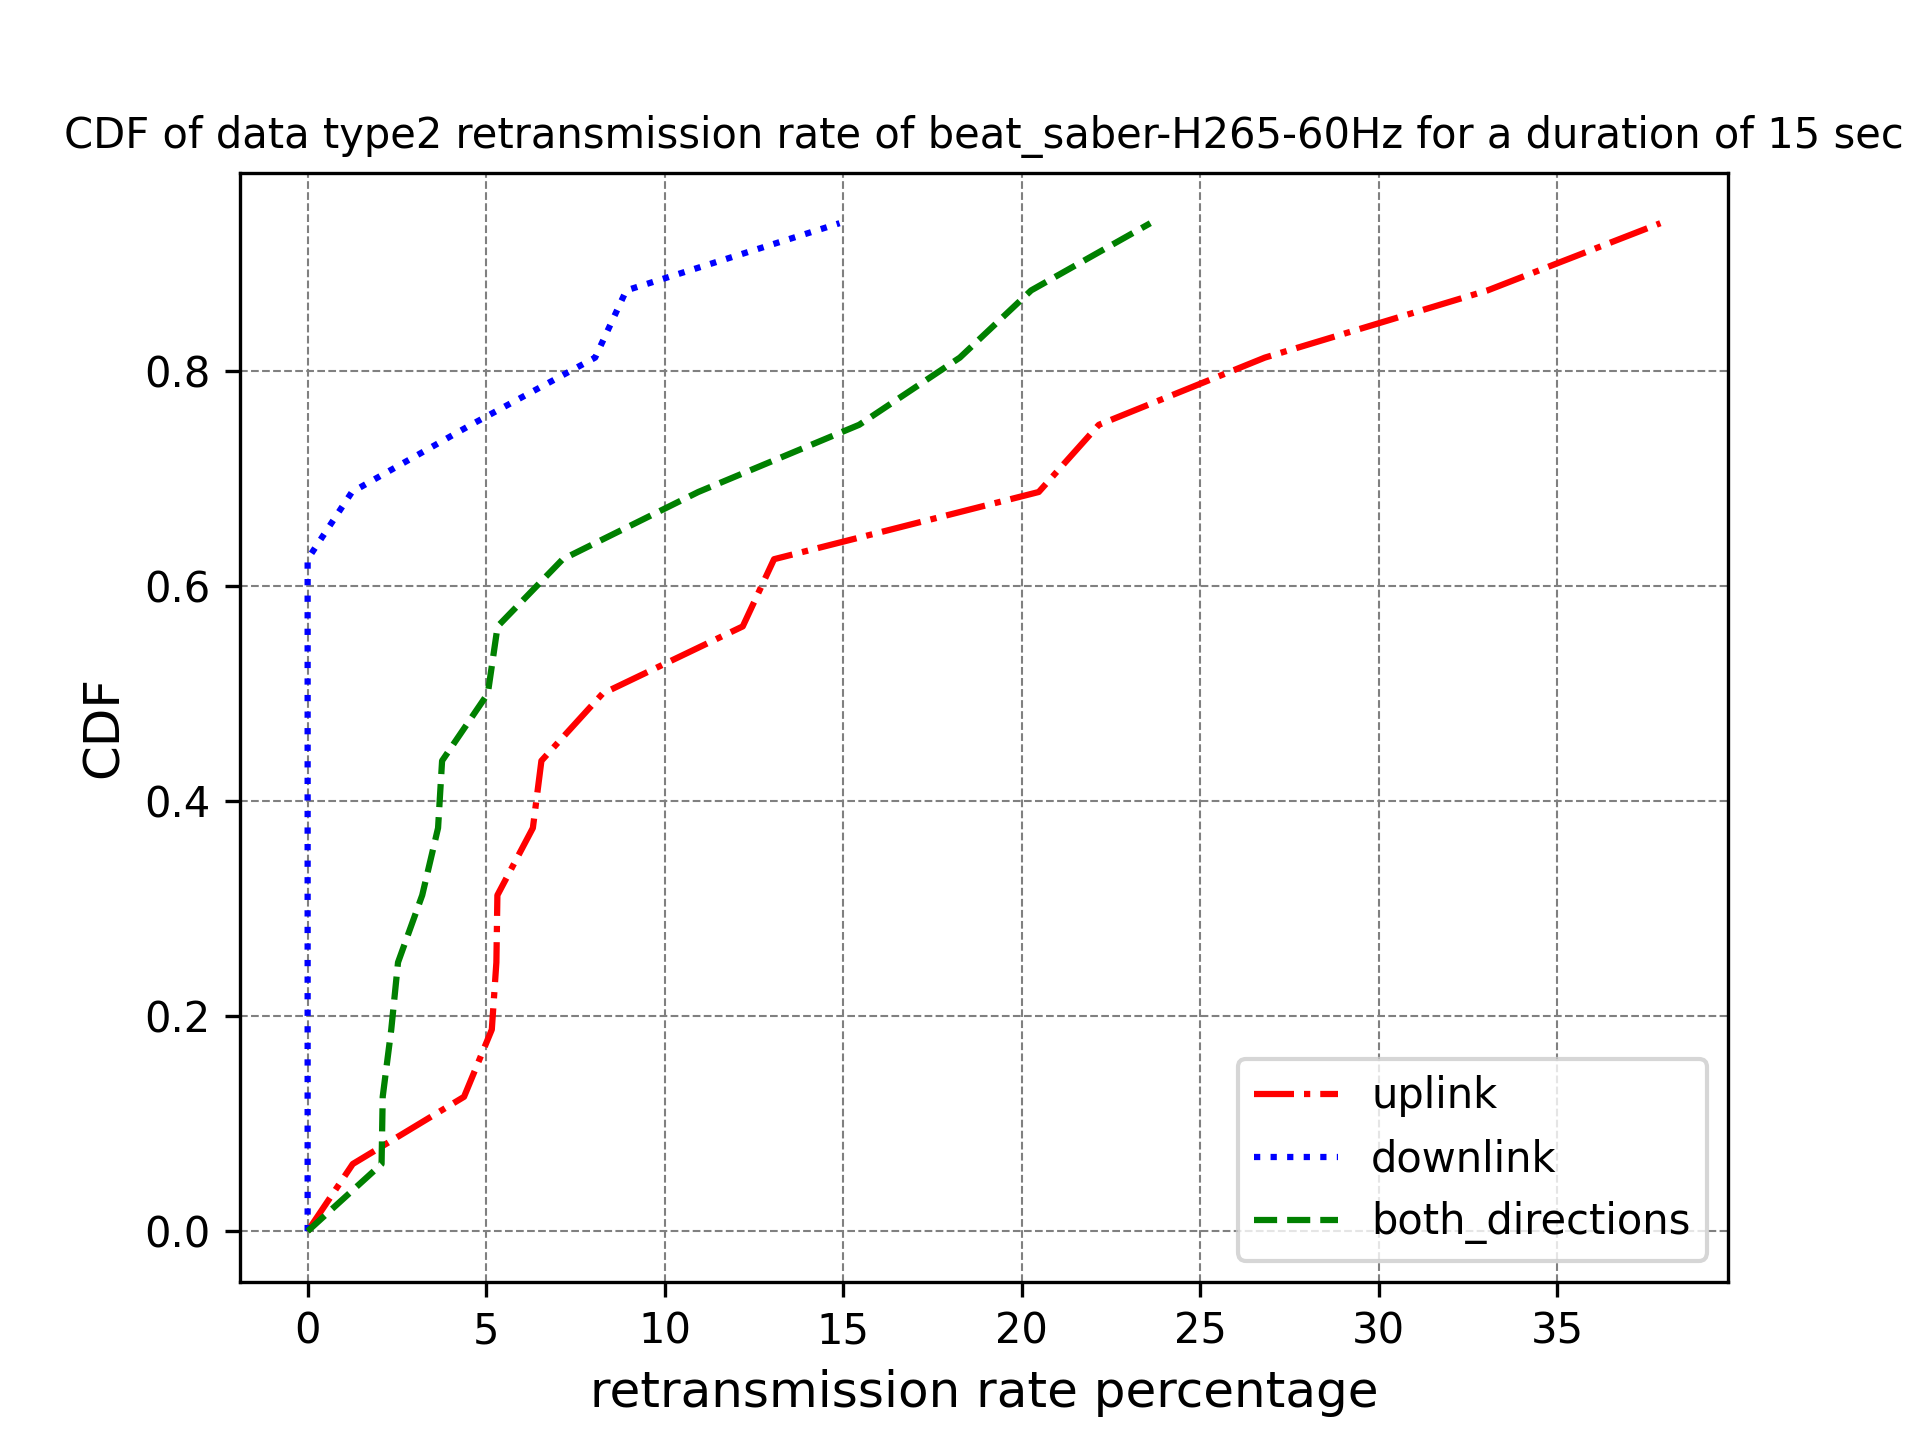 CDF of data type2 retransmission rate of beat_saber-H265-60Hz for a duration of 15 sec
CDF
0.8
0.6
0.4
0.2
0.0
0 5 10 15 20 25 30 35
retransmission rate percentage
uplink
downlink
both_directions